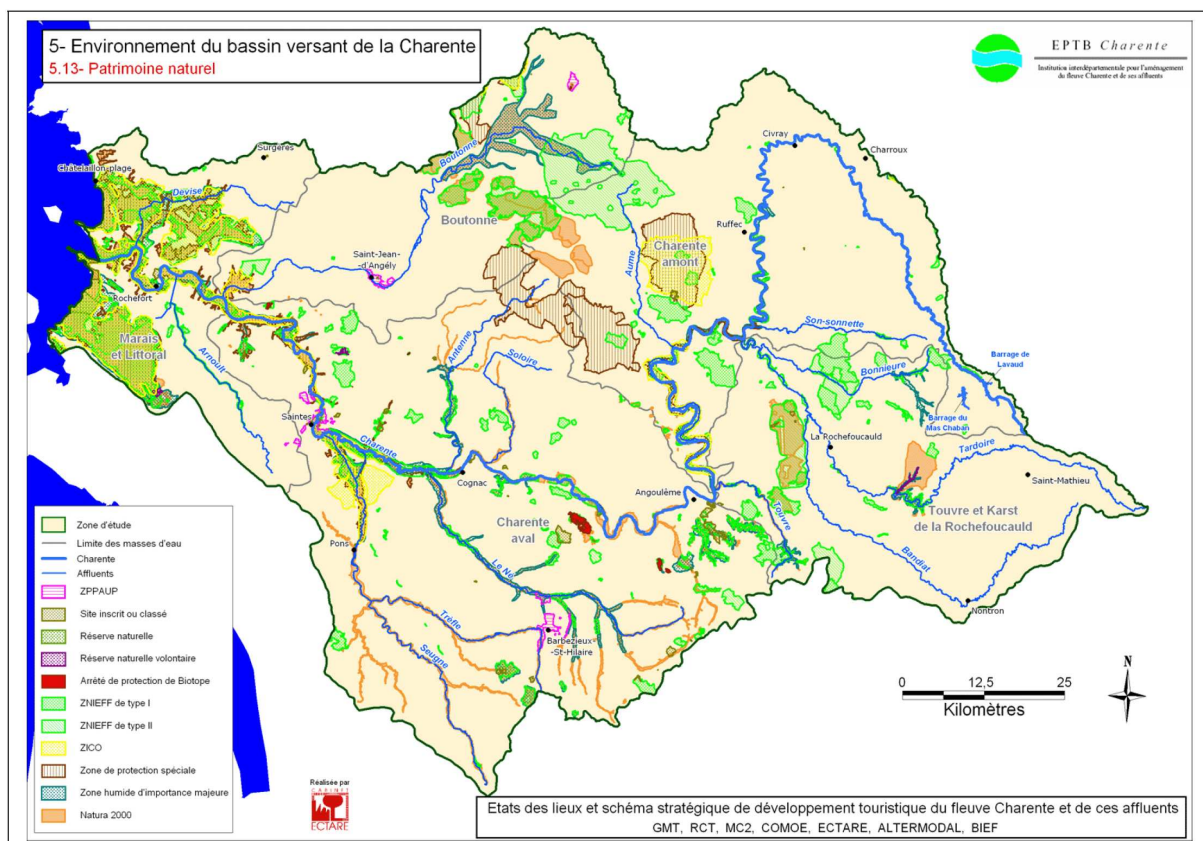 5- Environnement du bassin versant de la Charente
5.13- Patrimoine naturel
EPTB Charente
Institution interdépartementale pour l'aménagement
du fleuve Charente et de ses affluents
Civray
Charroux
Surgères
Boutonne
Châtelaillon-plage
Devise
Boutonne
Ruffec
Charente
amont
Aume
Saint-Jean-
-d'Angély
Rochefort
Marais
et Littoral
Arnoult
Antenne
Soloire
Son-sonnette
Bonnieure
Barrage de
Lavaud
Barrage du
Mas Chaban
Saintes
Charente
Cognac
La Rochefoucauld
Tardoire
Saint-Mathieu
Angoulême
Touvre
Touvre et Karst
de la Rochefoucauld
Charente
aval
Pons
Le Né
Bandiat
Nontron
Trèfle
Barbezieux
-St-Hilaire
Seugne
Zone d'étude
Limite des masses d'eau
Charente
Affluents
ZPPAUP
Site inscrit ou classé
Réserve naturelle
Réserve naturelle volontaire
Arrêté de protection de Biotope
ZNIEFF de type I
ZNIEFF de type II
ZICO
Zone de protection spéciale
Zone humide d'importance majeure
Natura 2000
N
0 12,5 25
Kilomètres
Réalisée par
CABINET
ECTARE
Etats des lieux et schéma stratégique de développement touristique du fleuve Charente et de ces affluents
GMT, RCT, MC2, COMOE, ECTARE, ALTERMODAL, BIEF